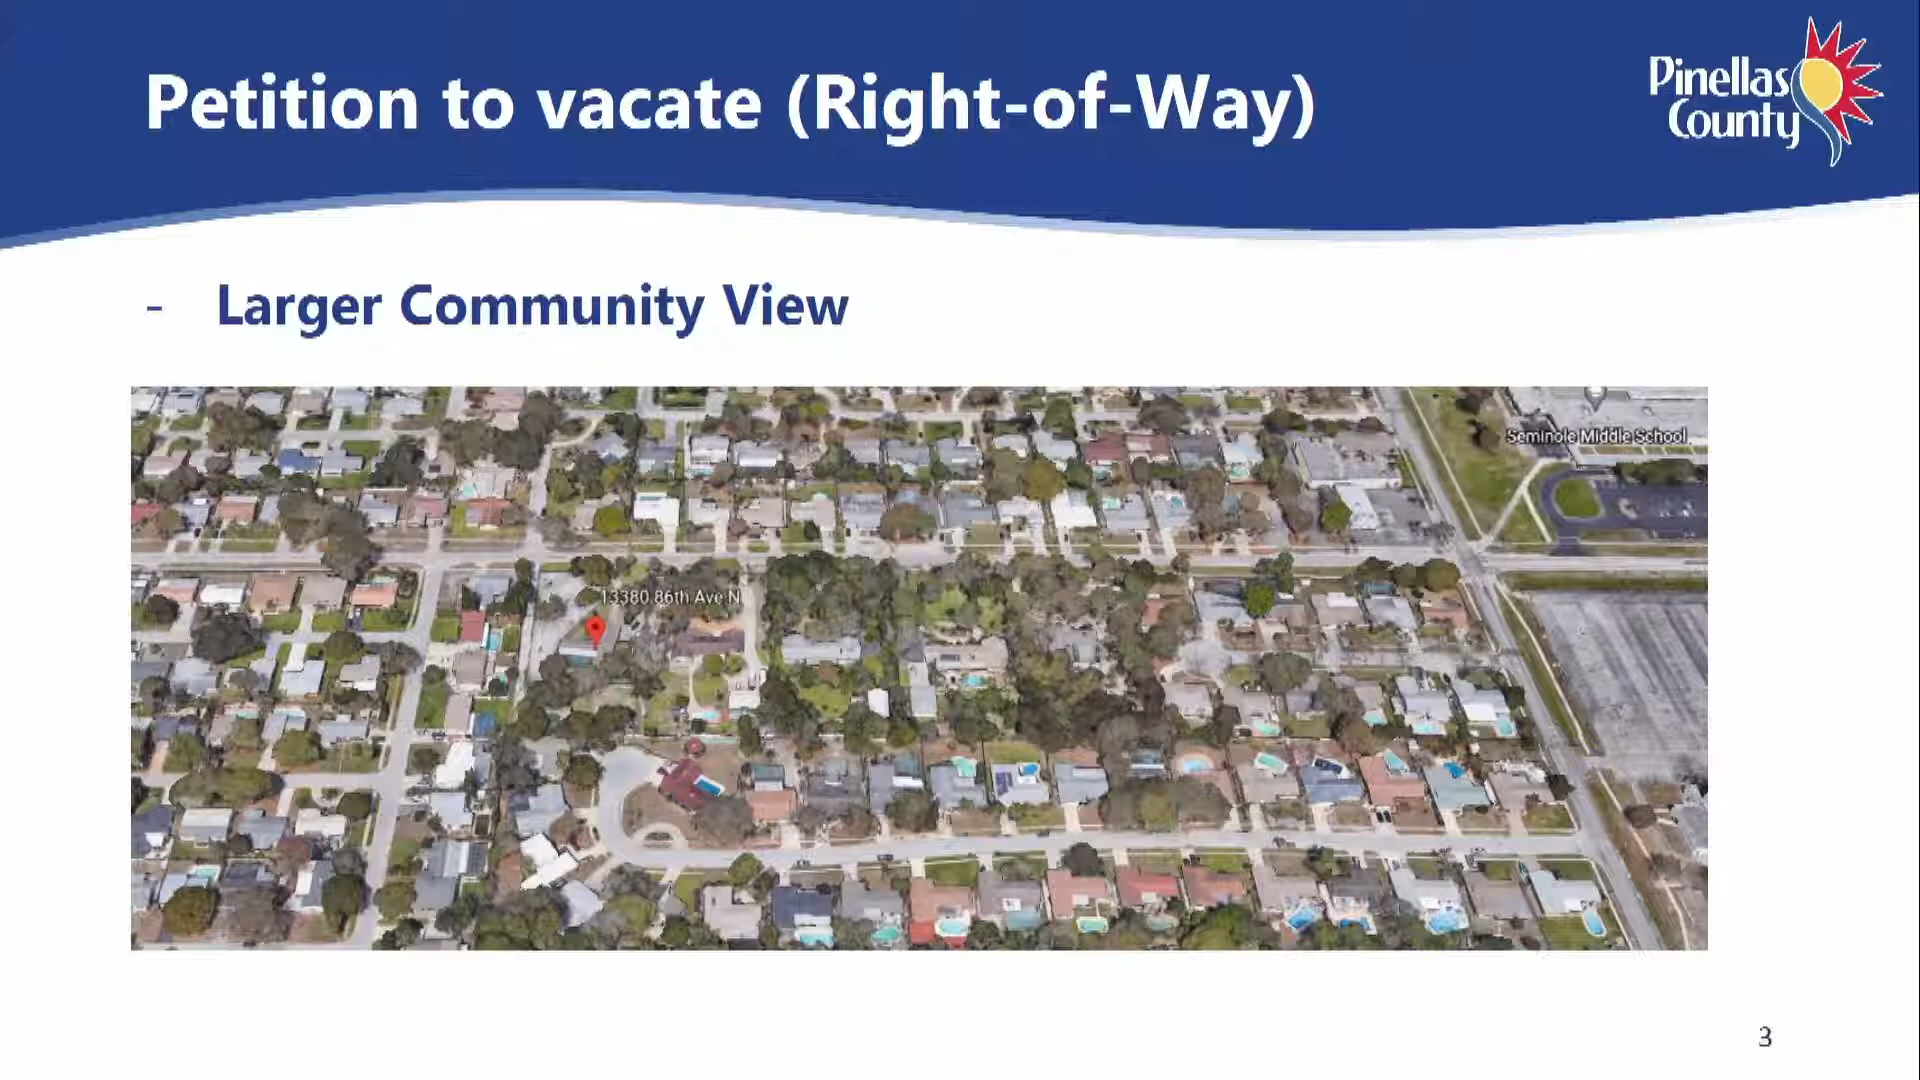 Petition to vacate (Right-of-Way)
Pinellas
County
- Larger Community View
Seminole Middle School
13380 86th Ave N
3